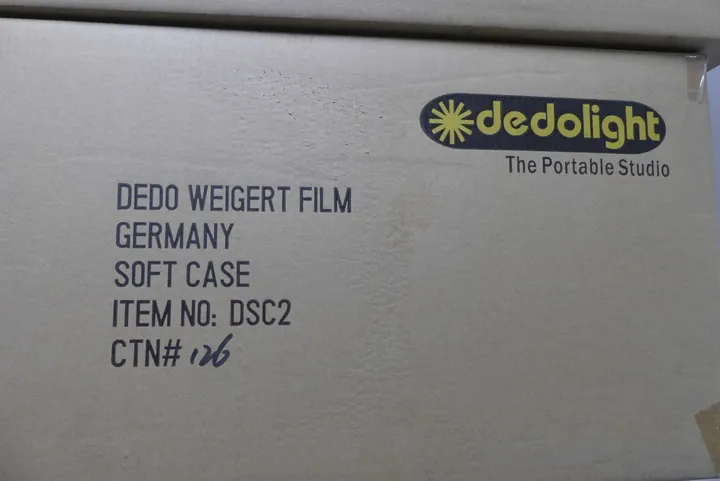 dedolight
The Portable Studio
DEDO WEIGERT FILM
GERMANY
SOFT CASE
ITEM NO: DSC2
CTN# 126